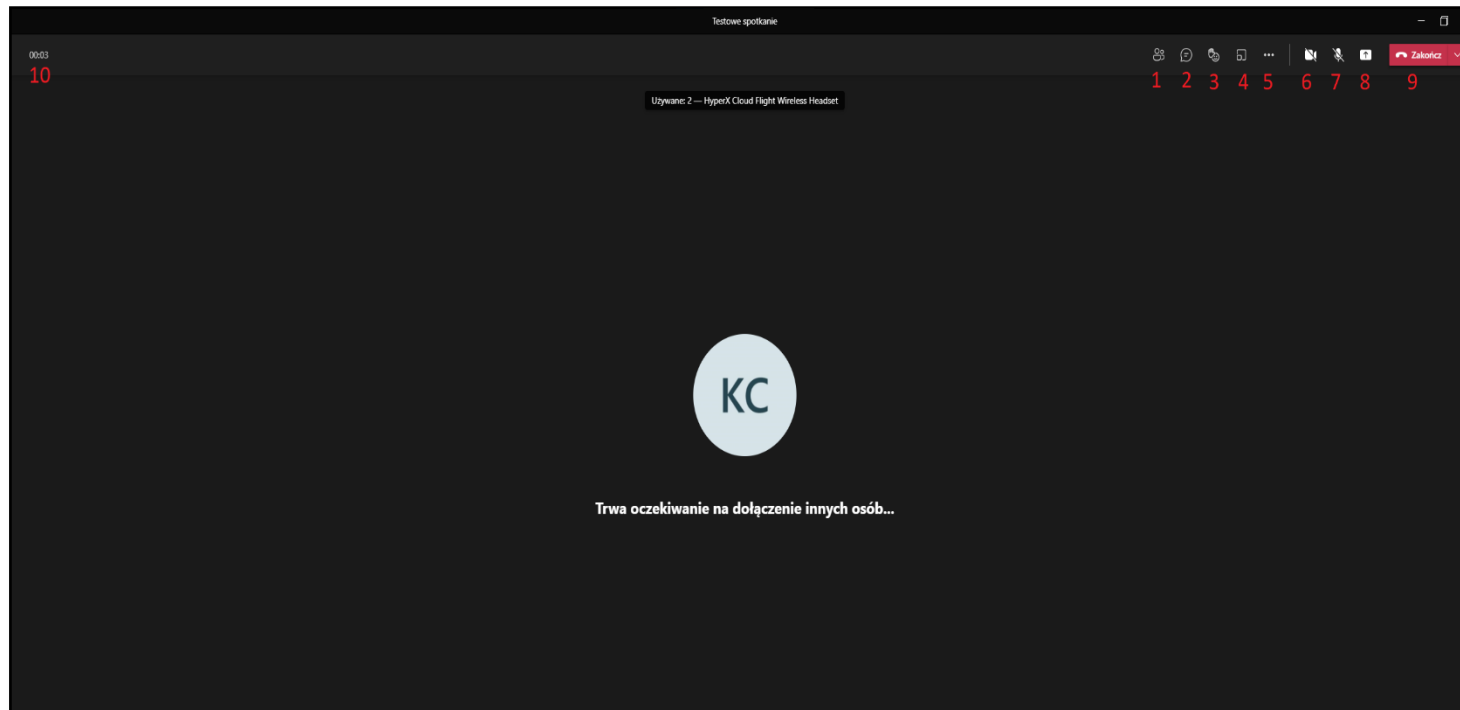 Testowe spotkanie
00:03
Zakończ
10
1 2 3 4 5 6 7 8 9
Używane: 2 — HyperX Cloud Flight Wireless Headset
KC
Trwa oczekiwanie na dołączenie innych osób...